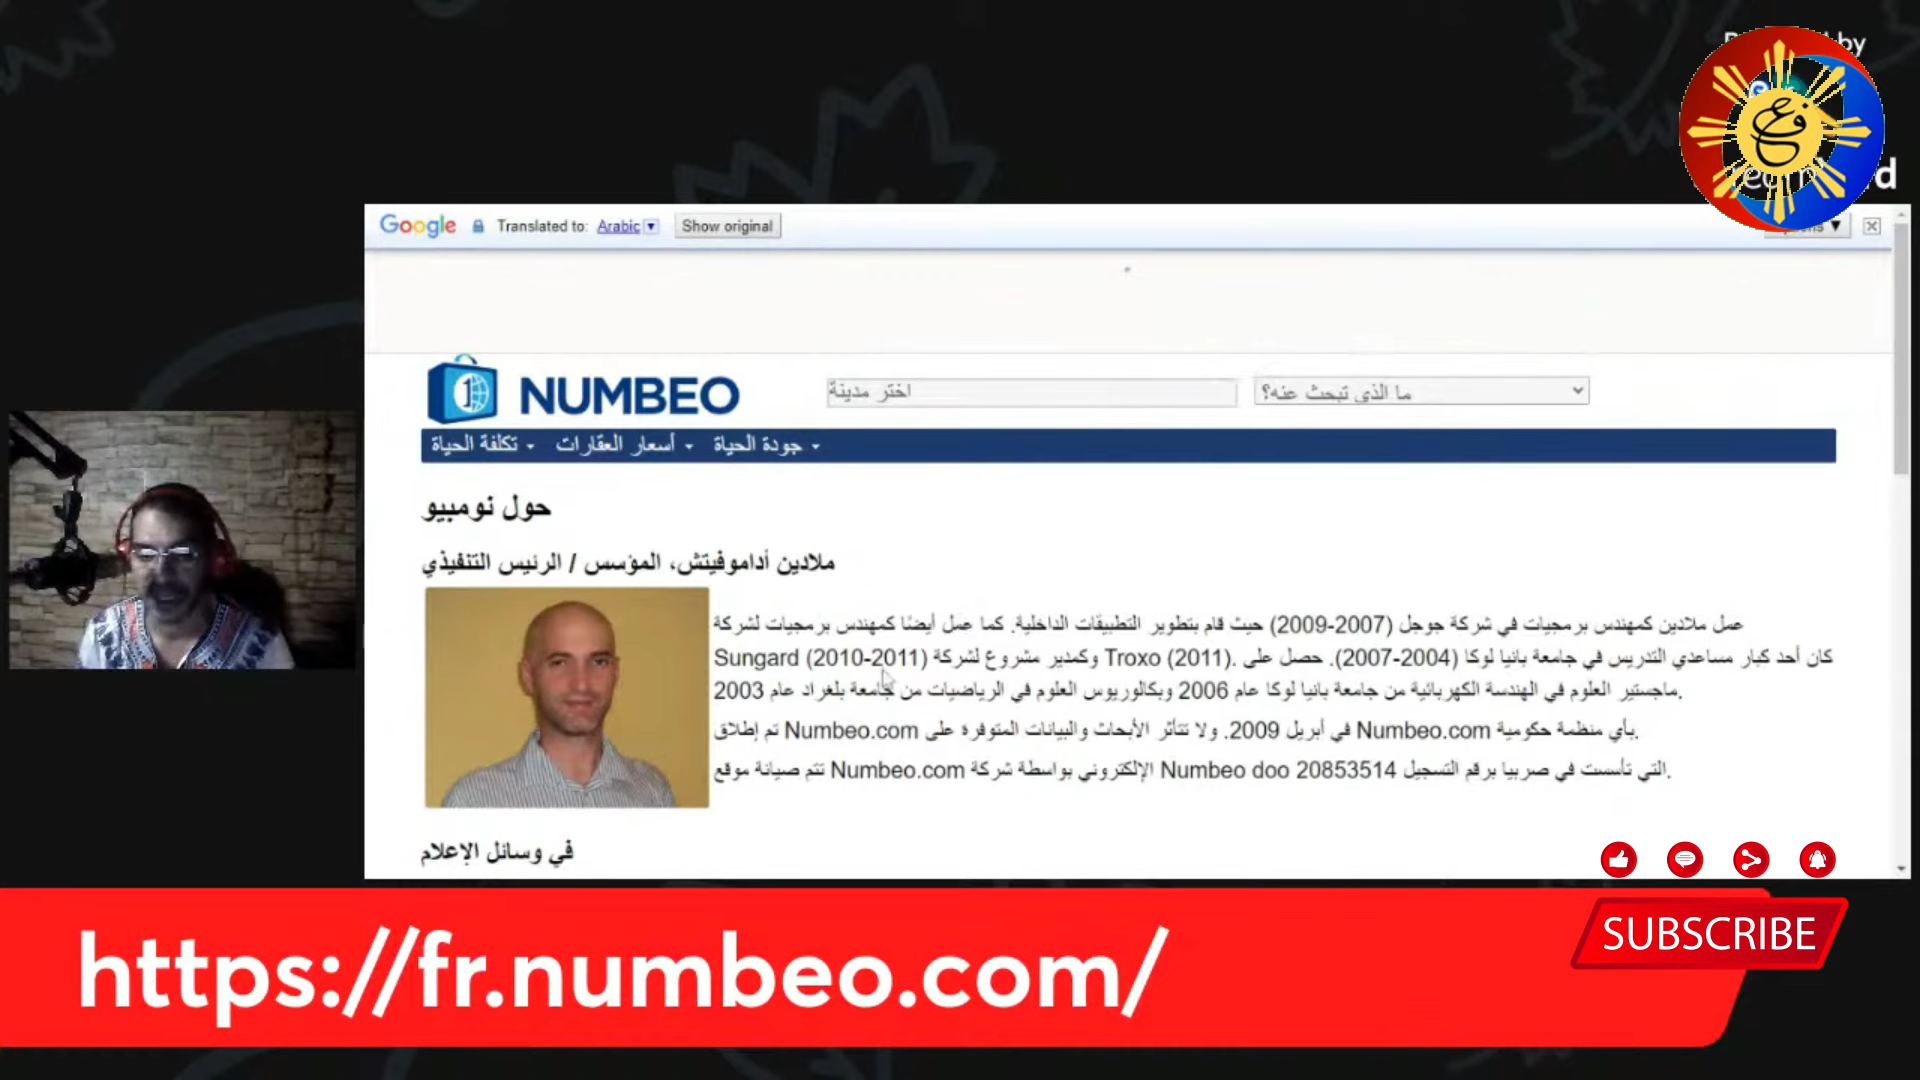 Google Translated to: Arabic Show original
NUMBEO
اختر مدينة
ما الذي تبحث عنه؟
تكلفة الحياة أسعار العقارات جودة الحياة
حول نومبيو
ملادين أداموفيتش، المؤسس / الرئيس التنفيذي
عمل ملادين كمهندس برمجيات في شركة جوجل (2007-2009) حيث قام بتطوير التطبيقات الداخلية. كما عمل أيضًا كمهندس برمجيات لشركة
Sungard (2010-2011) وكمدير مشروع لشركة Troxo (2011). كان أحد كبار مساعدي التدريس في جامعة بانيا لوكا (2004-2007). حصل على
ماجستير العلوم في الهندسة الكهربائية من جامعة بانيا لوكا عام 2006 وبكالوريوس العلوم في الرياضيات من جامعة بلغراد عام 2003.
تم إطلاق Numbeo.com في أبريل 2009. ولا تتأثر الأبحاث والبيانات المتوفرة على Numbeo.com بأي منظمة حكومية.
تتم صيانة موقع Numbeo.com الإلكتروني بواسطة شركة Numbeo doo التي تأسست في صربيا برقم التسجيل 20853514.
في وسائل الإعلام
SUBSCRIBE
https://fr.numbeo.com/